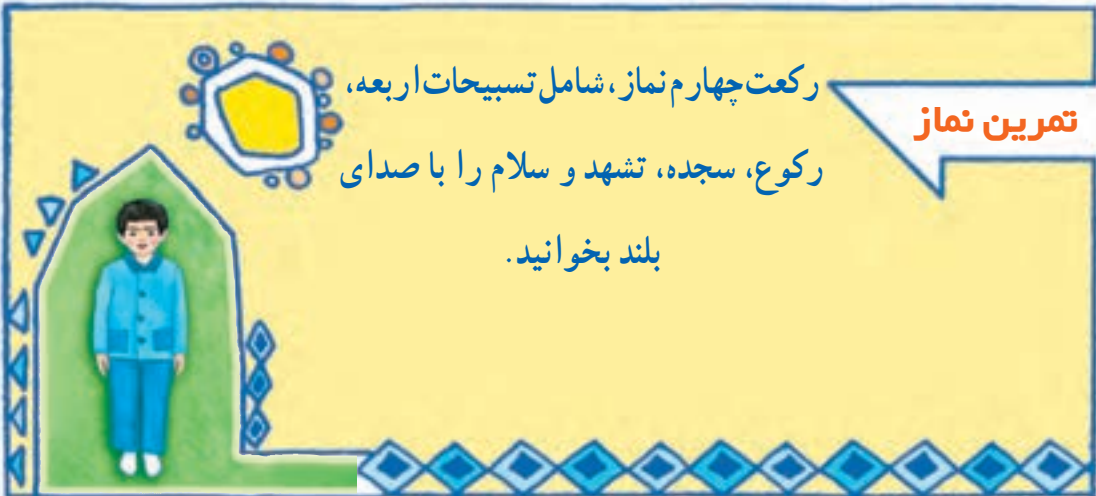 تمرین نماز
رکعت چهارم نماز، شامل تسبیحات اربعه،
رکوع، سجده، تشهد و سلام را با صدای
بلند بخوانید.